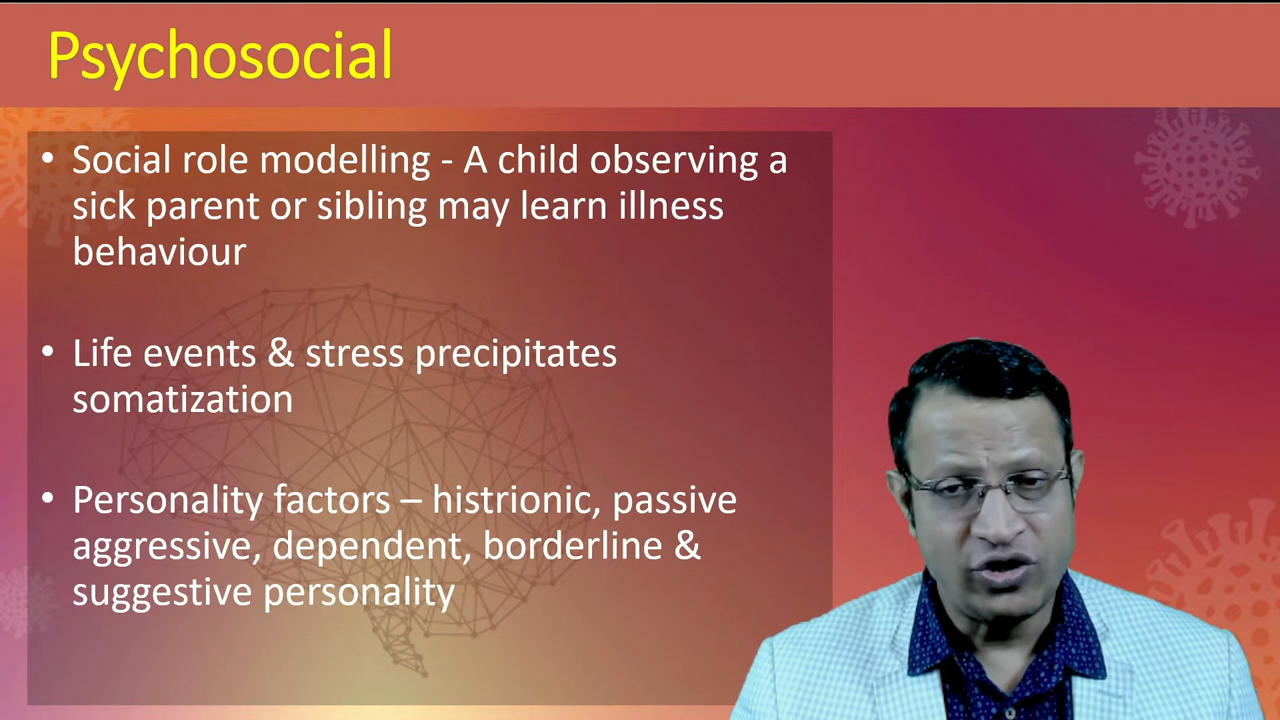 Psychosocial
• Social role modelling - A child observing a
sick parent or sibling may learn illness
behaviour
• Life events & stress precipitates
somatization
• Personality factors – histrionic, passive
aggressive, dependent, borderline &
suggestive personality